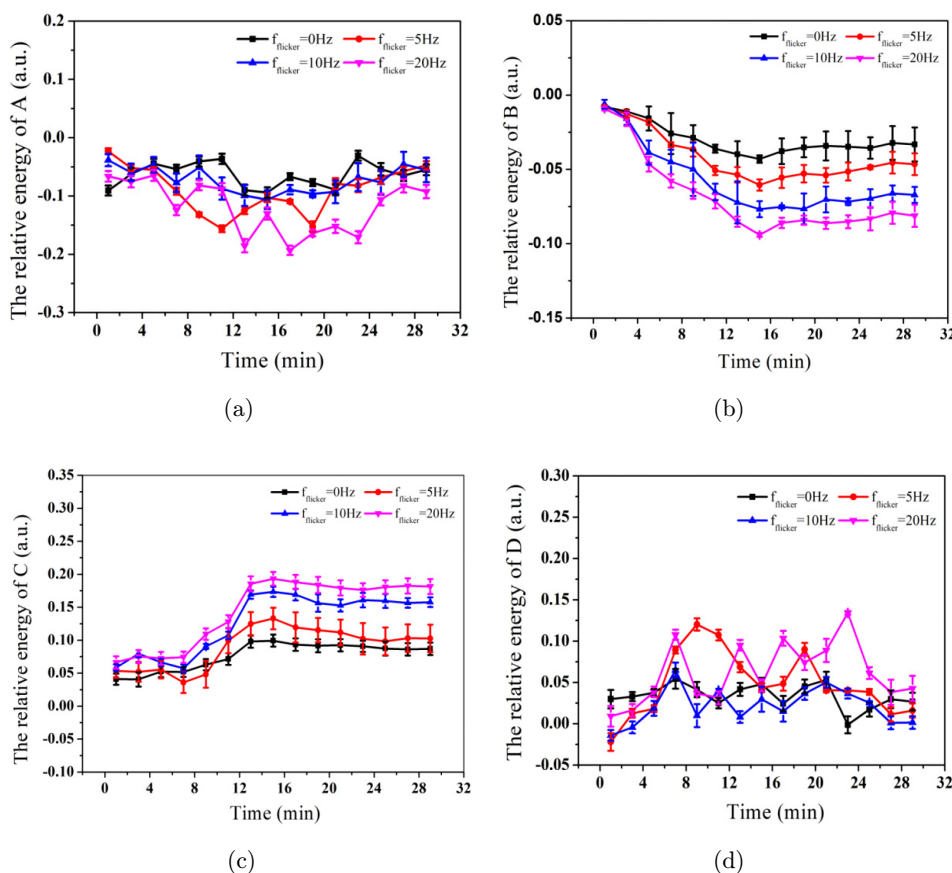 The relative energy of A (a.u.)
0.2
0.1
0.0
-0.1
-0.2
-0.3
f_flicker=0Hz f_flicker=5Hz
f_flicker=10Hz f_flicker=20Hz
0 4 8 12 16 20 24 28 32
Time (min)
(a)
The relative energy of B (a.u.)
0.05
0.00
-0.05
-0.10
-0.15
f_flicker=0Hz f_flicker=5Hz
f_flicker=10Hz f_flicker=20Hz
0 4 8 12 16 20 24 28 32
Time (min)
(b)
The relative energy of C (a.u.)
0.35
0.30
0.25
0.20
0.15
0.10
0.05
0.00
-0.05
-0.10
f_flicker=0Hz f_flicker=5Hz
f_flicker=10Hz f_flicker=20Hz
0 4 8 12 16 20 24 28 32
Time (min)
(c)
The relative energy of D (a.u.)
0.30
0.25
0.20
0.15
0.10
0.05
0.00
-0.05
f_flicker=0Hz f_flicker=5Hz
f_flicker=10Hz f_flicker=20Hz
0 4 8 12 16 20 24 28 32
Time (min)
(d)